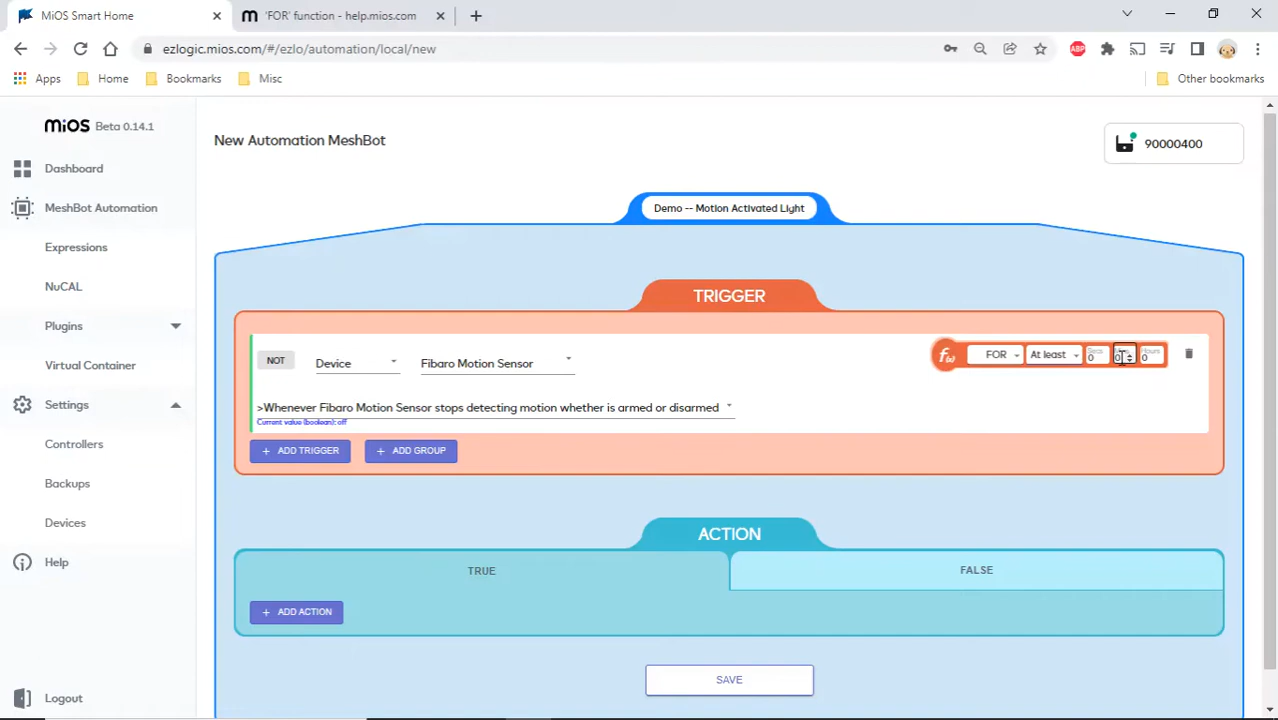 MiOS Smart Home
'FOR' function - help.mios.com
ezlogic.mios.com/#/ezlo/automation/local/new
ABP
Apps
Home
Bookmarks
Misc
Other bookmarks
MiOS Beta 0.14.1
New Automation MeshBot
90000400
Dashboard
MeshBot Automation
Expressions
NuCAL
Plugins
Virtual Container
Settings
Controllers
Backups
Devices
Help
Logout
Demo -- Motion Activated Light
TRIGGER
NOT
Device
Fibaro Motion Sensor
f(x)
FOR
At least
Secs
0
0
Hours
0
>Whenever Fibaro Motion Sensor stops detecting motion whether is armed or disarmed
Current value (boolean): off
+ ADD TRIGGER
+ ADD GROUP
ACTION
TRUE
FALSE
+ ADD ACTION
SAVE